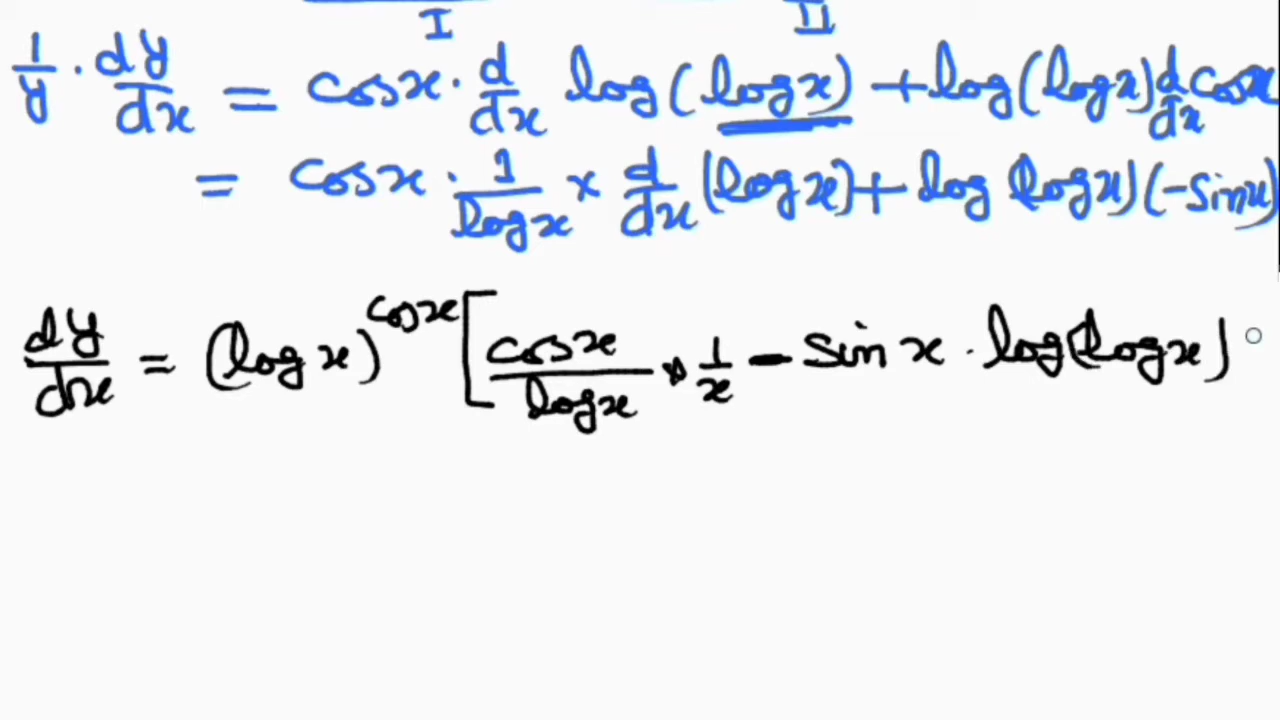 I II
1/y · dy/dx = cosx · d/dx log(logx) + log(logx) d/dx cosx
= cosx · 1/logx × d/dx (logx) + log(logx)(-sinx)
dy/dx = (logx)^cosx [cosx/logx × 1/x - sinx · log(logx)]